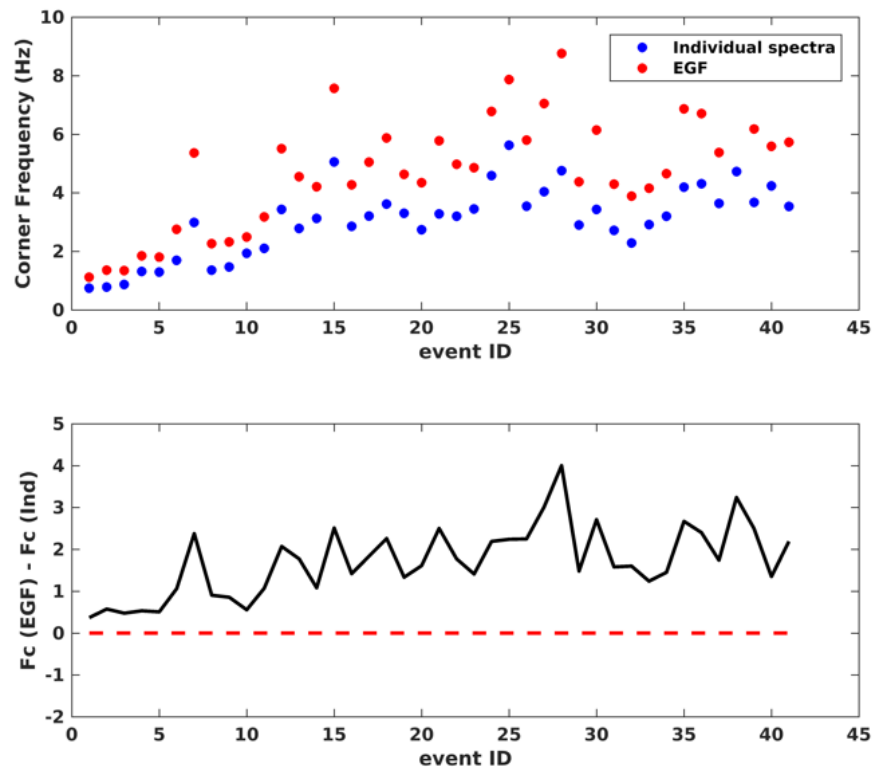 10
8
6
4
2
0
Corner Frequency (Hz)
Individual spectra
EGF
0 5 10 15 20 25 30 35 40 45
event ID
5
4
3
2
1
0
-1
-2
Fc (EGF) - Fc (Ind)
0 5 10 15 20 25 30 35 40 45
event ID